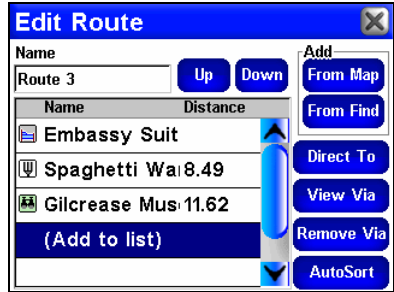 Edit Route
Name
Route 3
Up
Down
Add
From Map
From Find
Name Distance
Embassy Suit
Spaghetti Wa 8.49
Gilcrease Mus 11.62
(Add to list)
Direct To
View Via
Remove Via
AutoSort